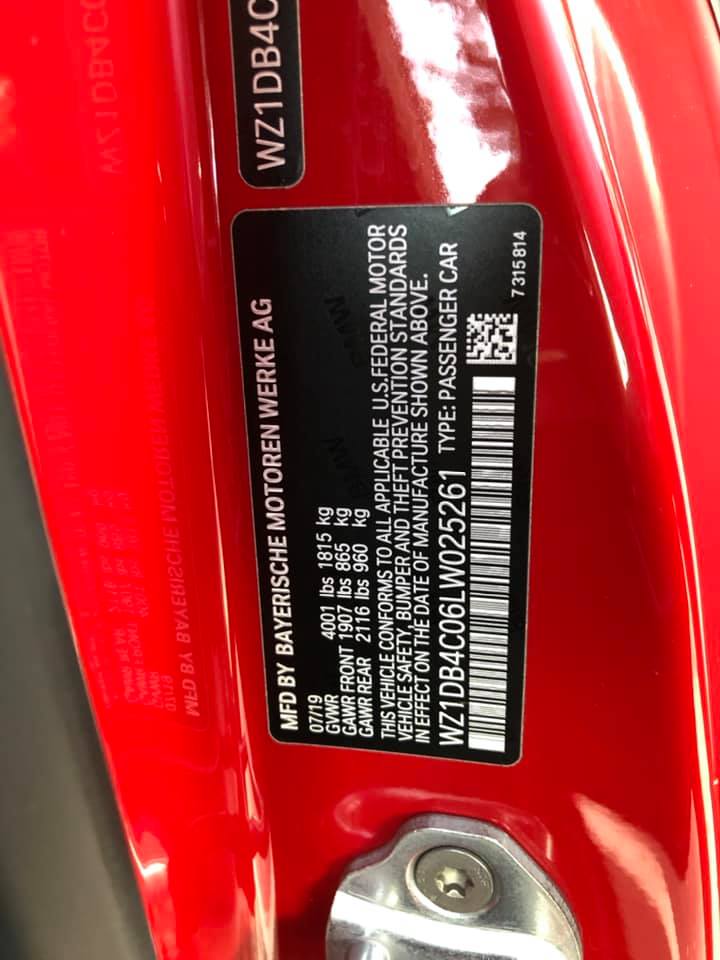 WZ1DB4C
MFD BY BAYERISCHE MOTOREN WERKE AG
07/19
GVWR 4001 lbs 1815 kg
GAWR FRONT 1907 lbs 865 kg
GAWR REAR 2116 lbs 960 kg
THIS VEHICLE CONFORMS TO ALL APPLICABLE U.S.FEDERAL MOTOR
VEHICLE SAFETY, BUMPER AND THEFT PREVENTION STANDARDS
IN EFFECT ON THE DATE OF MANUFACTURE SHOWN ABOVE.
WZ1DB4C06LW025261 TYPE: PASSENGER CAR
7315814
BMW
BMW